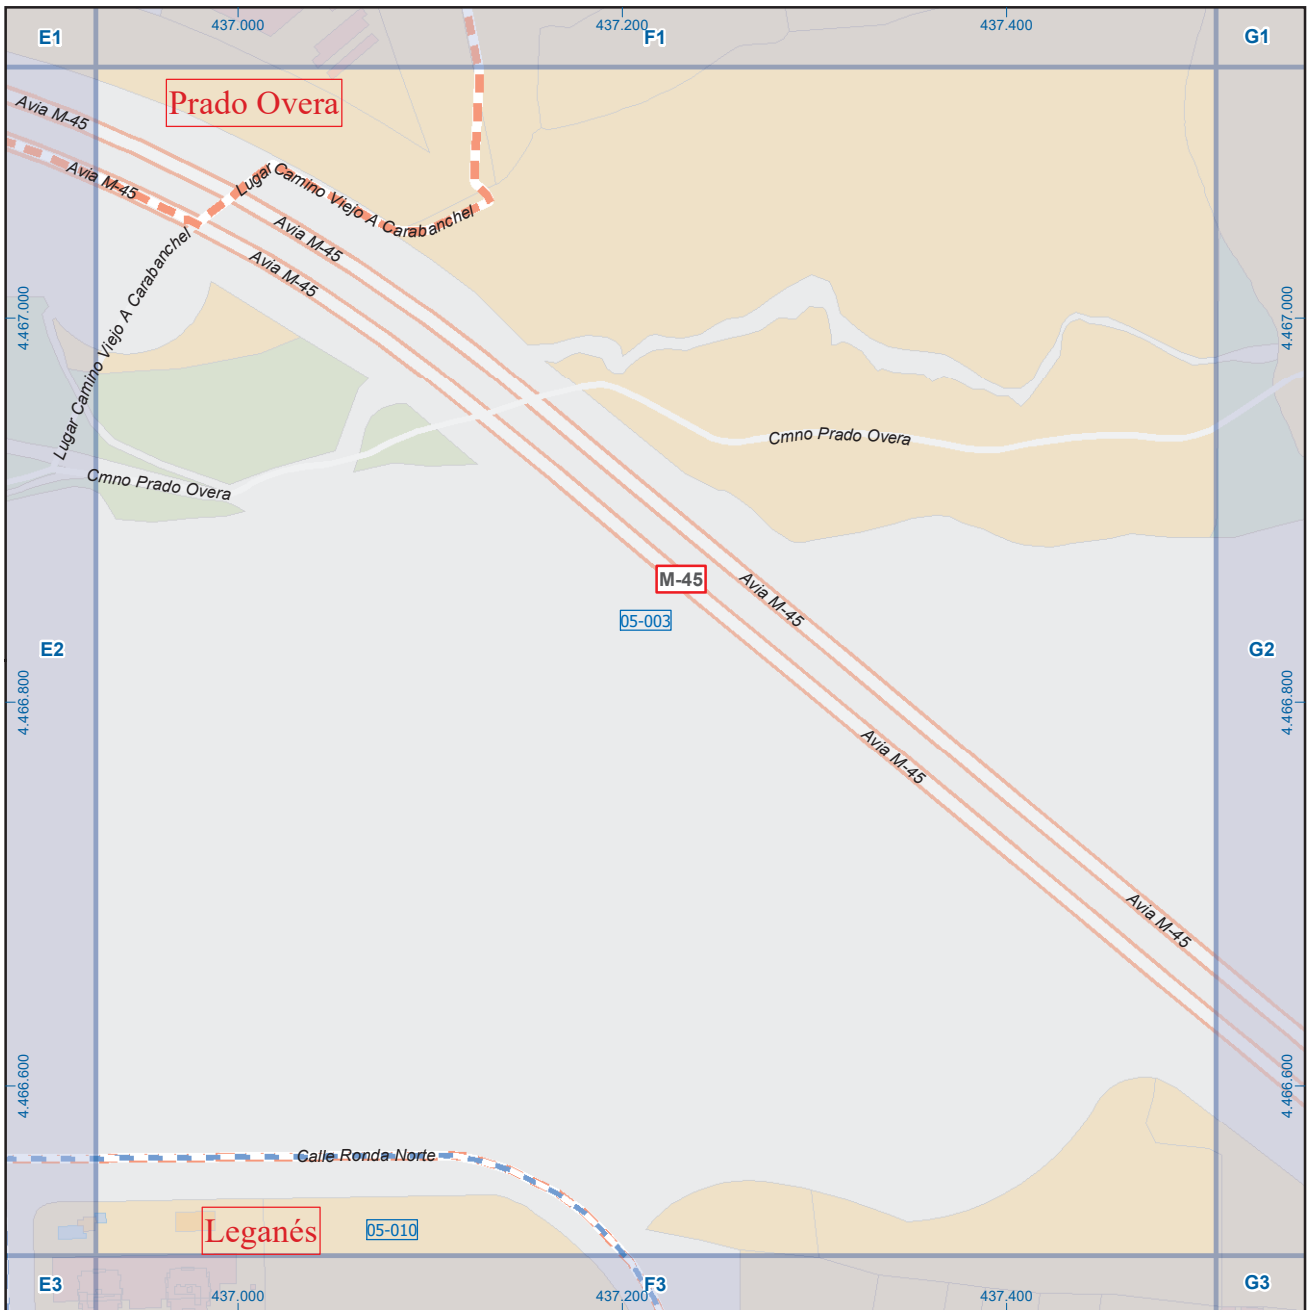 E1
437.000
437.200
F1
437.400
G1
Prado Overa
Avia M-45
Avia M-45
Lugar Camino Viejo A Carabanchel
Avia M-45
Avia M-45
Lugar Camino Viejo A Carabanchel
4.467.000
4.467.000
Cmno Prado Overa
Cmno Prado Overa
M-45
Avia M-45
05-003
E2
G2
4.466.800
4.466.800
Avia M-45
Avia M-45
4.466.600
4.466.600
Calle Ronda Norte
Leganés
05-010
E3
437.000
437.200
F3
437.400
G3